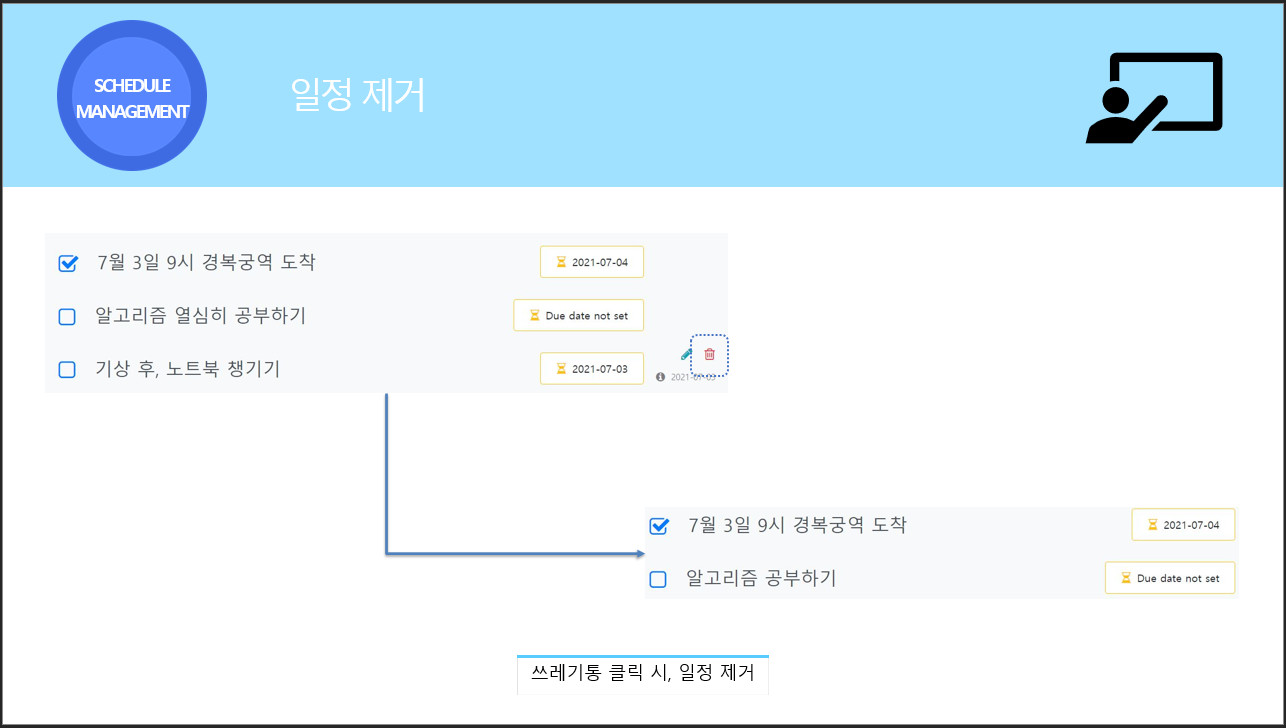 SCHEDULE
MANAGEMENT
일정 제거
7월 3일 9시 경복궁역 도착
2021-07-04
알고리즘 열심히 공부하기
Due date not set
기상 후, 노트북 챙기기
2021-07-03
2021-07-03
7월 3일 9시 경복궁역 도착
2021-07-04
알고리즘 공부하기
Due date not set
쓰레기통 클릭 시, 일정 제거